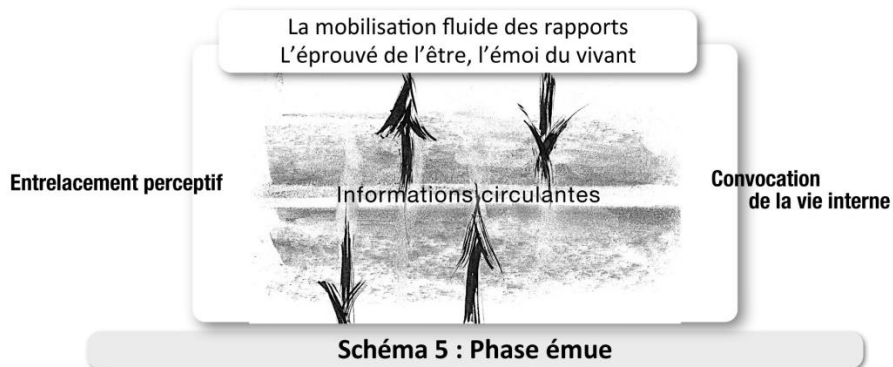 La mobilisation fluide des rapports
L'éprouvé de l'être, l'émoi du vivant
Entrelacement perceptif
Informations circulantes
Convocation
de la vie interne
Schéma 5 : Phase émue